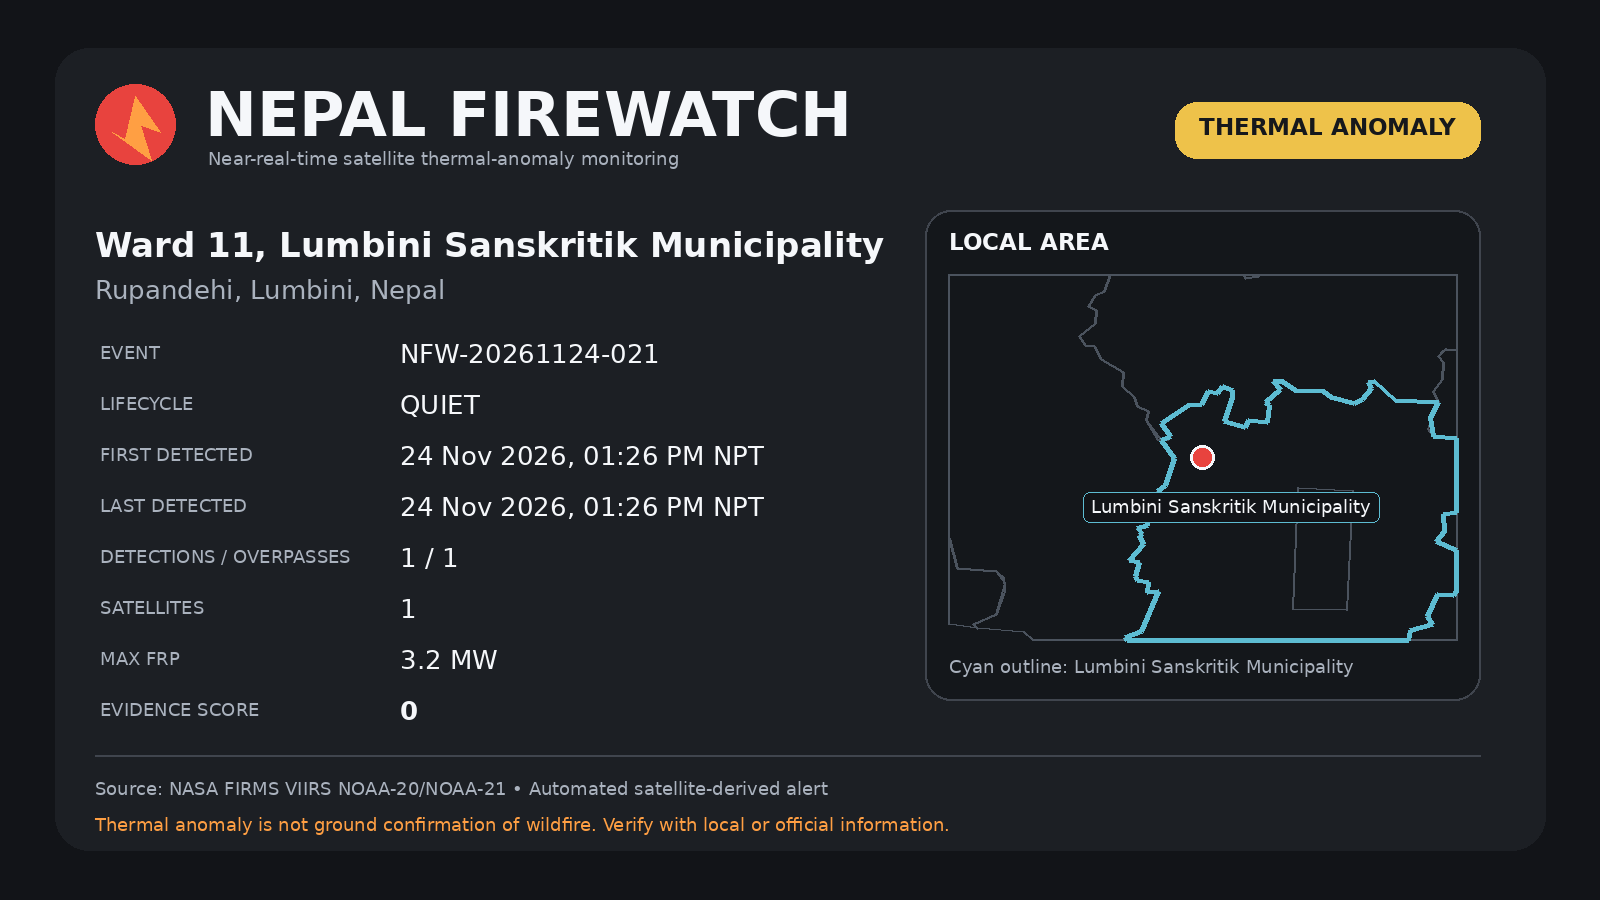 NEPAL FIREWATCH
Near-real-time satellite thermal-anomaly monitoring
THERMAL ANOMALY
Ward 11, Lumbini Sanskritik Municipality
Rupandehi, Lumbini, Nepal
EVENT NFW-20261124-021
LIFECYCLE QUIET
FIRST DETECTED 24 Nov 2026, 01:26 PM NPT
LAST DETECTED 24 Nov 2026, 01:26 PM NPT
DETECTIONS / OVERPASSES 1 / 1
SATELLITES 1
MAX FRP 3.2 MW
EVIDENCE SCORE 0
LOCAL AREA
Lumbini Sanskritik Municipality
Cyan outline: Lumbini Sanskritik Municipality
Source: NASA FIRMS VIIRS NOAA-20/NOAA-21 • Automated satellite-derived alert
Thermal anomaly is not ground confirmation of wildfire. Verify with local or official information.